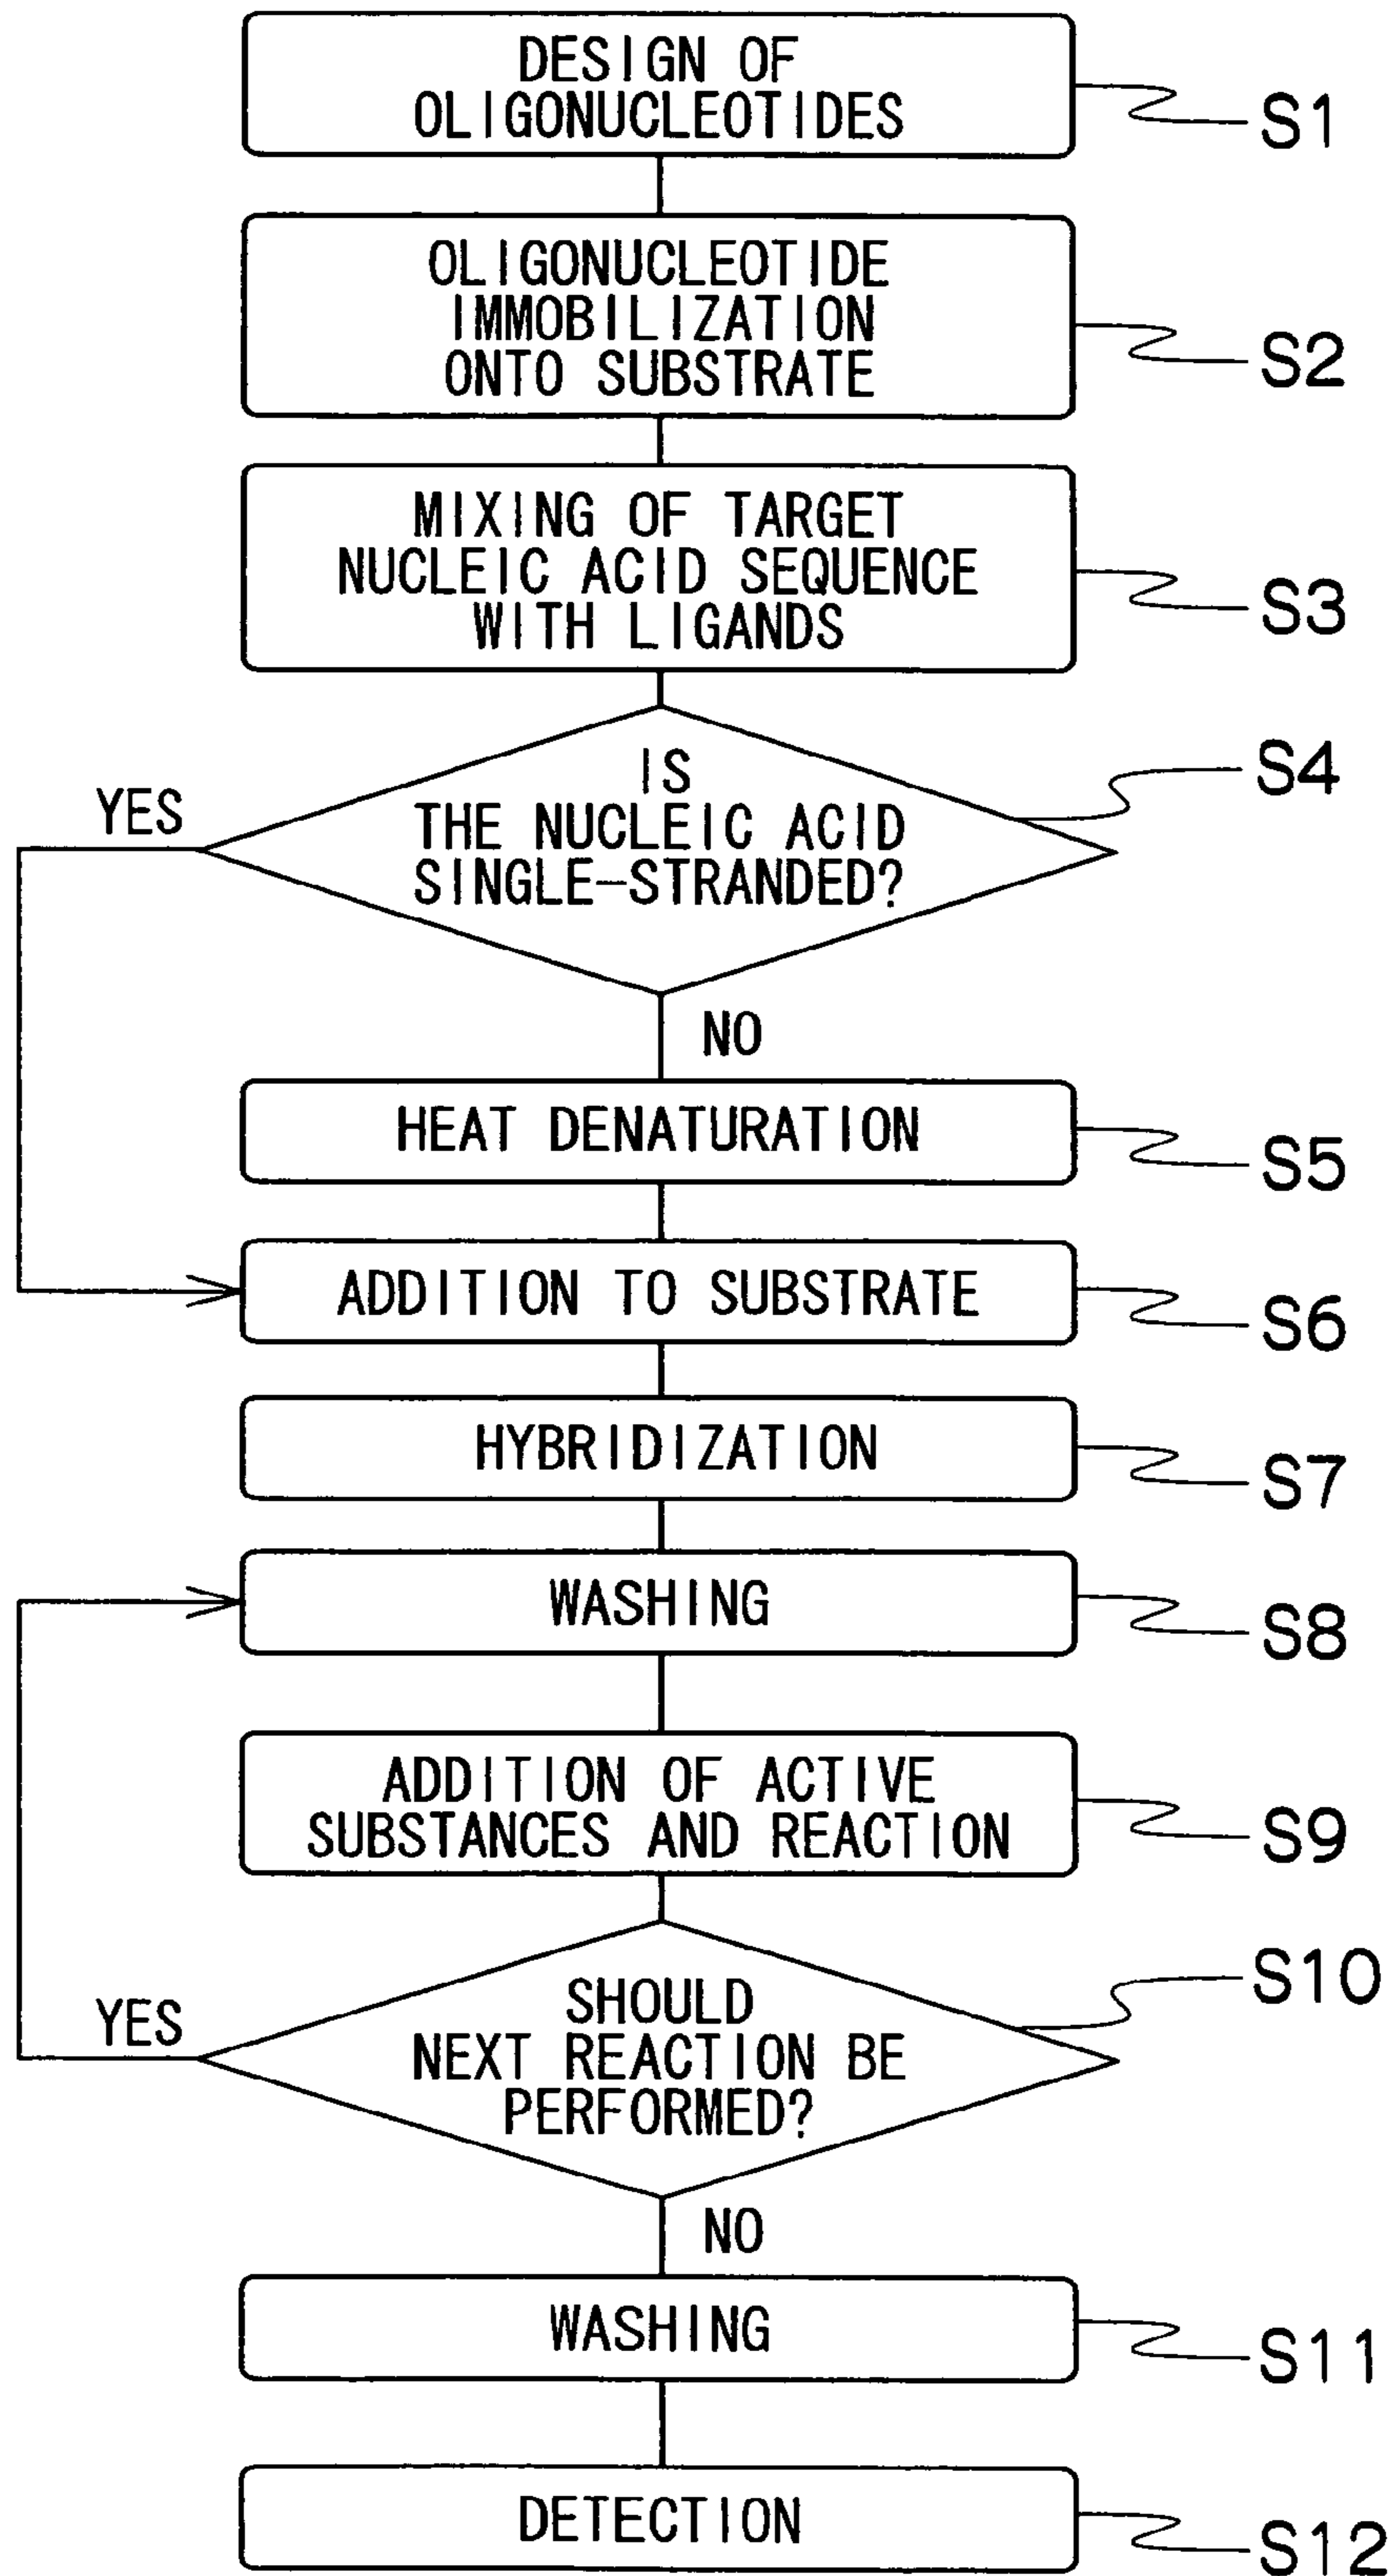 DESIGN OF
OLIGONUCLEOTIDES
S1
OLIGONUCLEOTIDE
IMMOBILIZATION
ONTO SUBSTRATE
S2
MIXING OF TARGET
NUCLEIC ACID SEQUENCE
WITH LIGANDS
S3
IS
THE NUCLEIC ACID
SINGLE-STRANDED?
S4
YES
NO
HEAT DENATURATION
S5
ADDITION TO SUBSTRATE
S6
HYBRIDIZATION
S7
WASHING
S8
ADDITION OF ACTIVE
SUBSTANCES AND REACTION
S9
SHOULD
NEXT REACTION BE
PERFORMED?
S10
YES
NO
WASHING
S11
DETECTION
S12